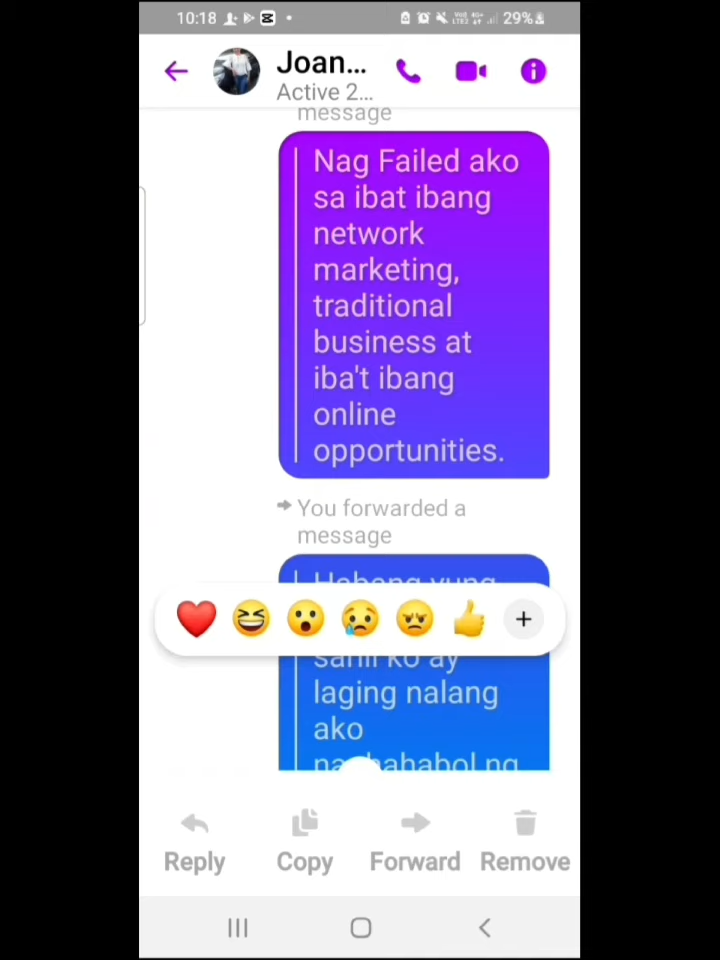 10:18
29%
Joan...
Active 2...
message
Nag Failed ako
sa ibat ibang
network
marketing,
traditional
business at
iba't ibang
online
opportunities.
You forwarded a
message
Habang yung
sarili ko ay
laging nalang
ako
naghahabol ng
Reply Copy Forward Remove